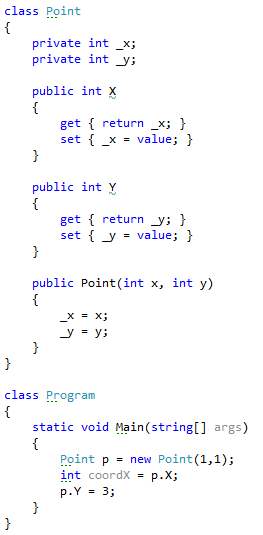 class Point
{
    private int _x;
    private int _y;

    public int X
    {
        get { return _x; }
        set { _x = value; }
    }

    public int Y
    {
        get { return _y; }
        set { _y = value; }
    }

    public Point(int x, int y)
    {
        _x = x;
        _y = y;
    }
}

class Program
{
    static void Main(string[] args)
    {
        Point p = new Point(1,1);
        int coordX = p.X;
        p.Y = 3;
    }
}